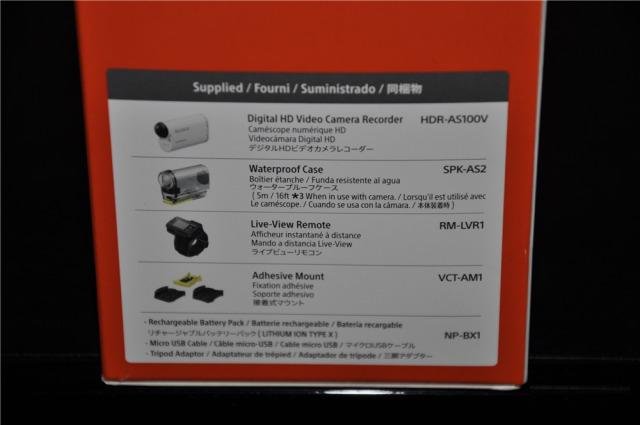 Supplied / Fourni / Suministrado / 同梱物
Digital HD Video Camera Recorder HDR-AS100V
Caméscope numérique HD
Videocámara Digital HD
デジタルHDビデオカメラレコーダー
Waterproof Case SPK-AS2
Boîtier étanche / Funda resistente al agua
ウォータープルーフケース
( 5m / 16ft ★3 When in use with camera. / Lorsqu'il est utilisé avec
Le caméscope. / Cuando se usa con la cámara. / 本体装着時 )
Live-View Remote RM-LVR1
Afficheur instantané à distance
Mando a distancia Live-View
ライブビューリモコン
Adhesive Mount VCT-AM1
Fixation adhésive
Soporte adhesivo
接着式マウント
- Rechargeable Battery Pack / Batterie rechargeable / Batería recargable
リチャージャブルバッテリーパック ( LITHIUM ION TYPE X ) NP-BX1
- Micro USB Cable / Câble micro-USB / Cable micro USB / マイクロUSBケーブル
- Tripod Adaptor / Adaptateur de trépied / Adaptador de trípode / 三脚アダプター